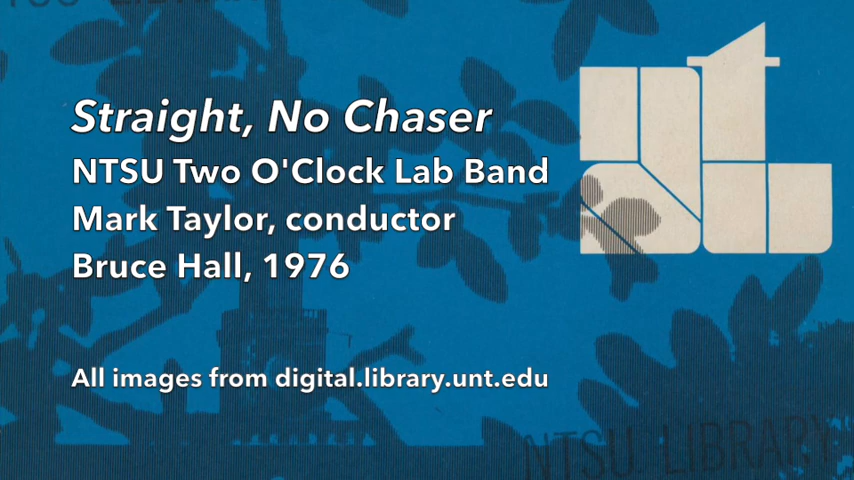 Straight, No Chaser
NTSU Two O'Clock Lab Band
Mark Taylor, conductor
Bruce Hall, 1976
All images from digital.library.unt.edu
NTSU LIBRARY